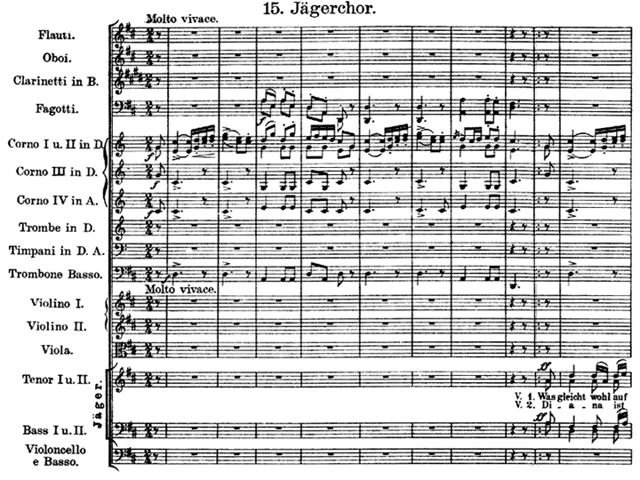 15. Jägerchor.
Molto vivace.
Flauti.
Oboi.
Clarinetti in B.
Fagotti.
Corno I u. II in D.
Corno III in D.
Corno IV in A.
Trombe in D.
Timpani in D. A.
Trombone Basso.
Molto vivace.
Violino I.
Violino II.
Viola.
Jäger.
Tenor I u. II.
V. 1. Was gleicht wohl auf
V. 2. Di - a - na ist
Bass I u. II.
Violoncello
e Basso.